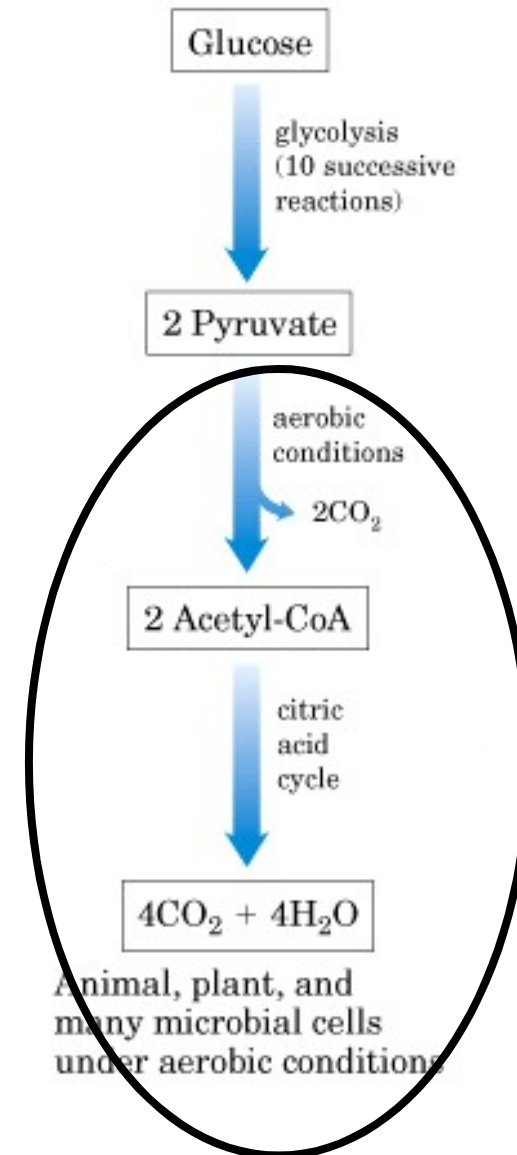 Glucose
glycolysis
(10 successive
reactions)
2 Pyruvate
aerobic
conditions
2CO₂
2 Acetyl-CoA
citric
acid
cycle
4CO₂ + 4H₂O
Animal, plant, and
many microbial cells
under aerobic conditions